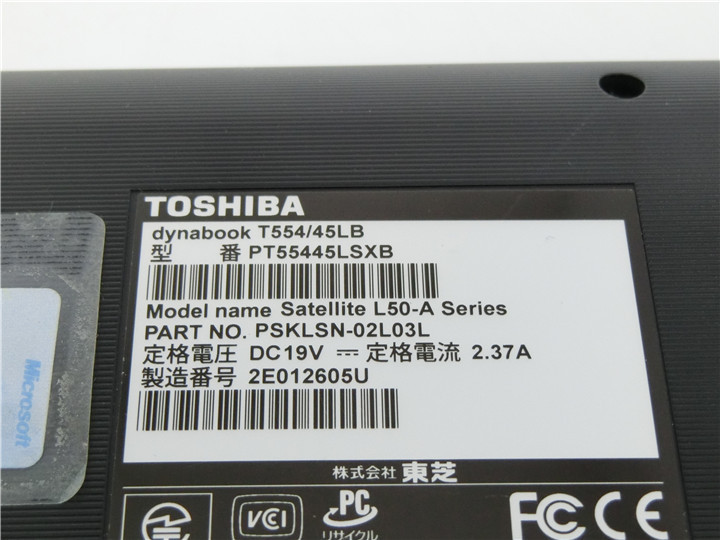 TOSHIBA
dynabook T554/45LB
型 番 PT55445LSXB
Model name Satellite L50-A Series
PART NO. PSKLSN-02L03L
定格電圧 DC19V ⎓ 定格電流 2.37A
製造番号 2E012605U
株式会社 東芝
Microsoft
VCCI
PC
リサイクル
FC CE